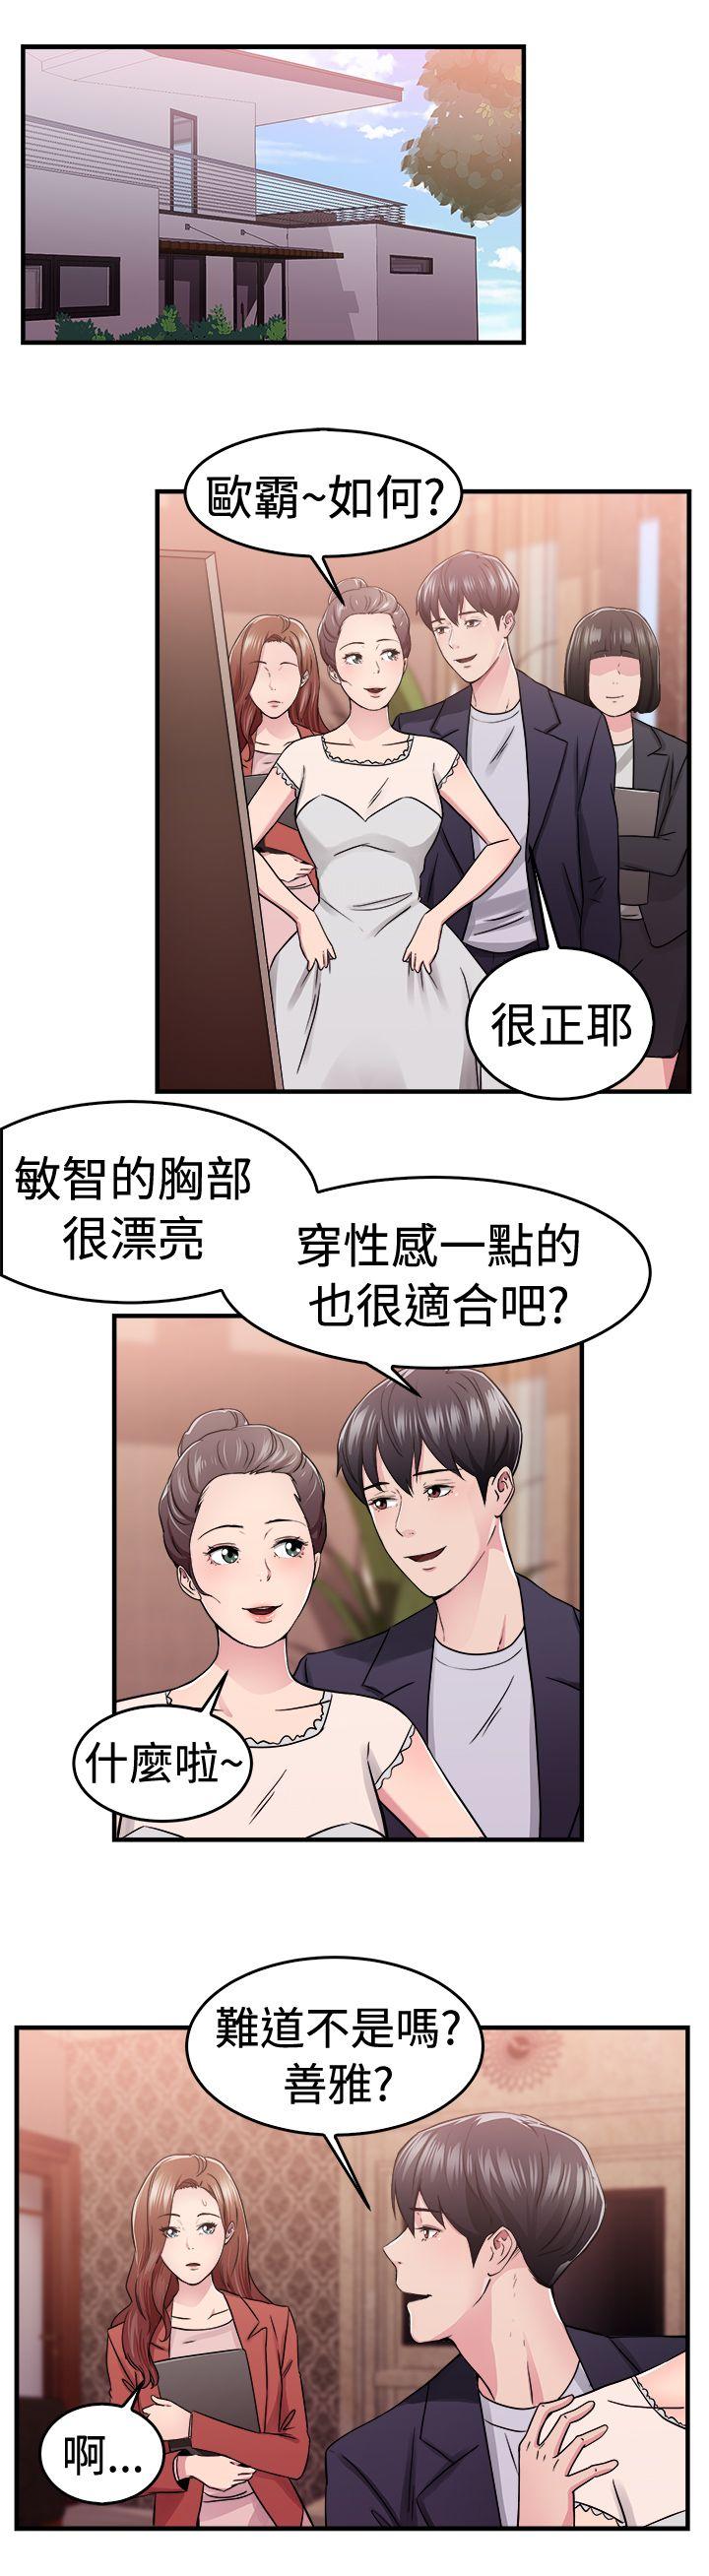 歐霸~如何?
很正耶
敏智的胸部
很漂亮
穿性感一點的
也很適合吧?
什麼啦~
難道不是嗎?
善雅?
啊...